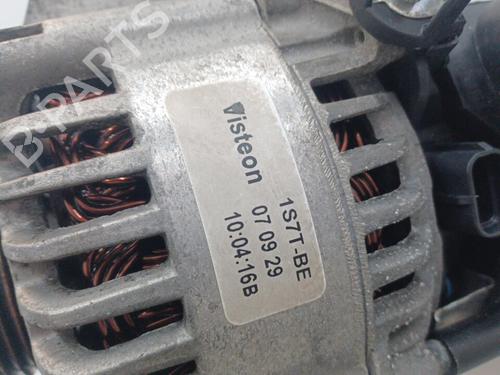 B-PARTS
Visteon
1S7T-BE
07 09 29
10:04:16B